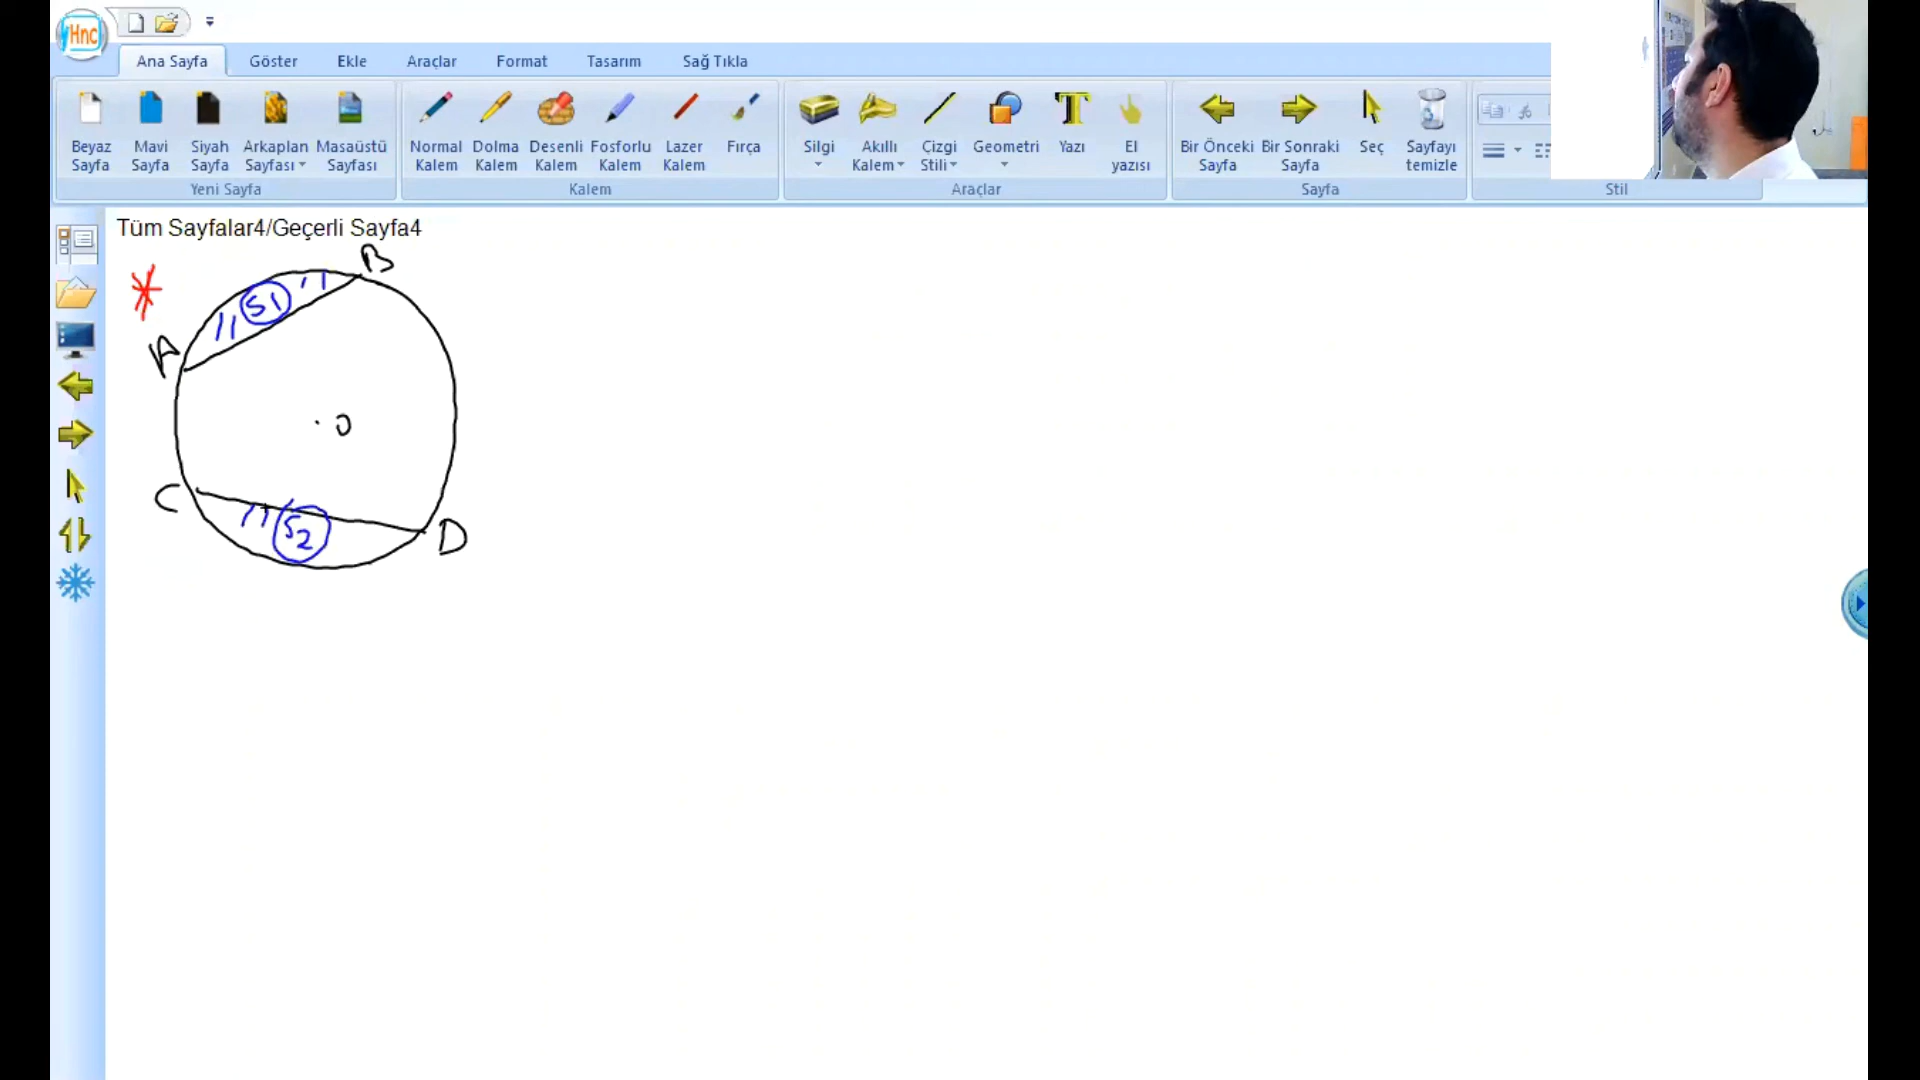 Hnc
Ana Sayfa Göster Ekle Araçlar Format Tasarım Sağ Tıkla
Beyaz Sayfa
Mavi Sayfa
Siyah Sayfa
Arkaplan Sayfası
Masaüstü Sayfası
Yeni Sayfa
Normal Kalem
Dolma Kalem
Desenli Kalem
Fosforlu Kalem
Lazer Kalem
Fırça
Kalem
Silgi
Akıllı Kalem
Çizgi Stili
Geometri
Yazı
El yazısı
Araçlar
Bir Önceki Sayfa
Bir Sonraki Sayfa
Seç
Sayfayı temizle
Sayfa
Stil
Tüm Sayfalar4/Geçerli Sayfa4
B
S1
A
O
C
S2
D